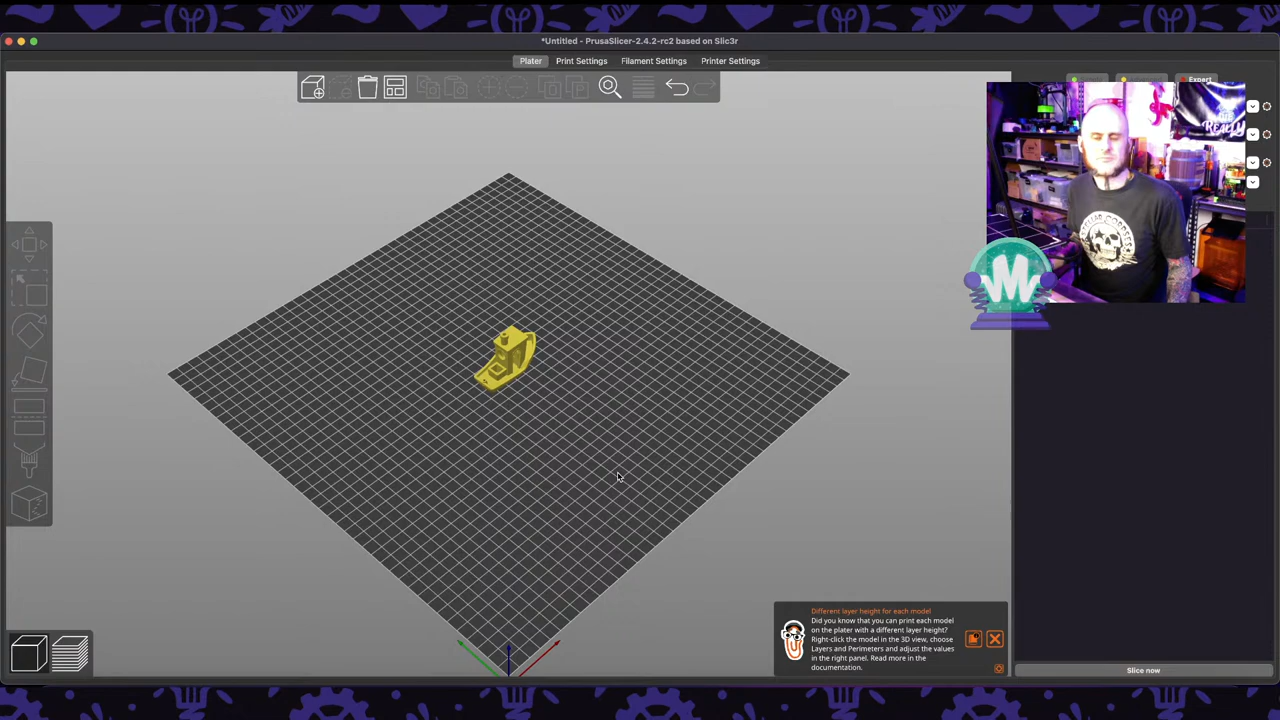 *Untitled - PrusaSlicer-2.4.2-rc2 based on Slic3r
Plater
Print Settings
Filament Settings
Printer Settings
Expert
REALLY
M
Different layer height for each model
Did you know that you can print each model
on the plater with a different layer height?
Right-click the model in the 3D view, choose
Layers and Perimeters and adjust the values
in the right panel. Read more in the
documentation.
Slice now